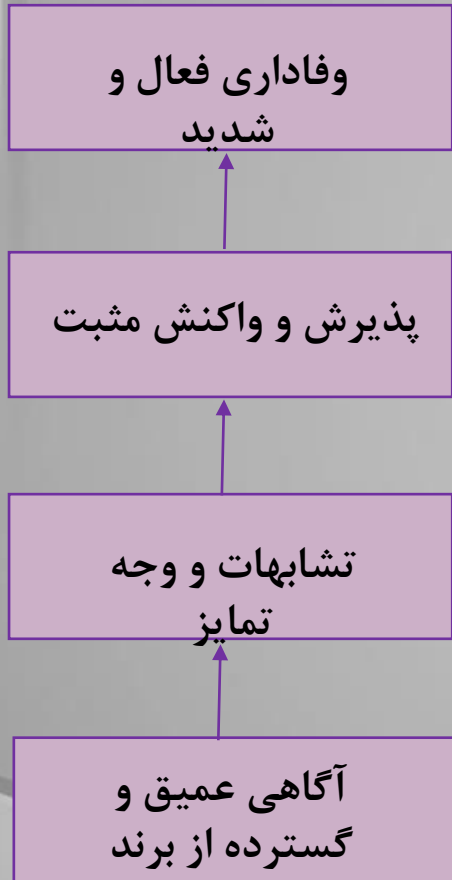 وفاداری فعال و
شدید
پذیرش و واکنش مثبت
تشابهات و وجه
تمایز
آگاهی عمیق و
گسترده از برند